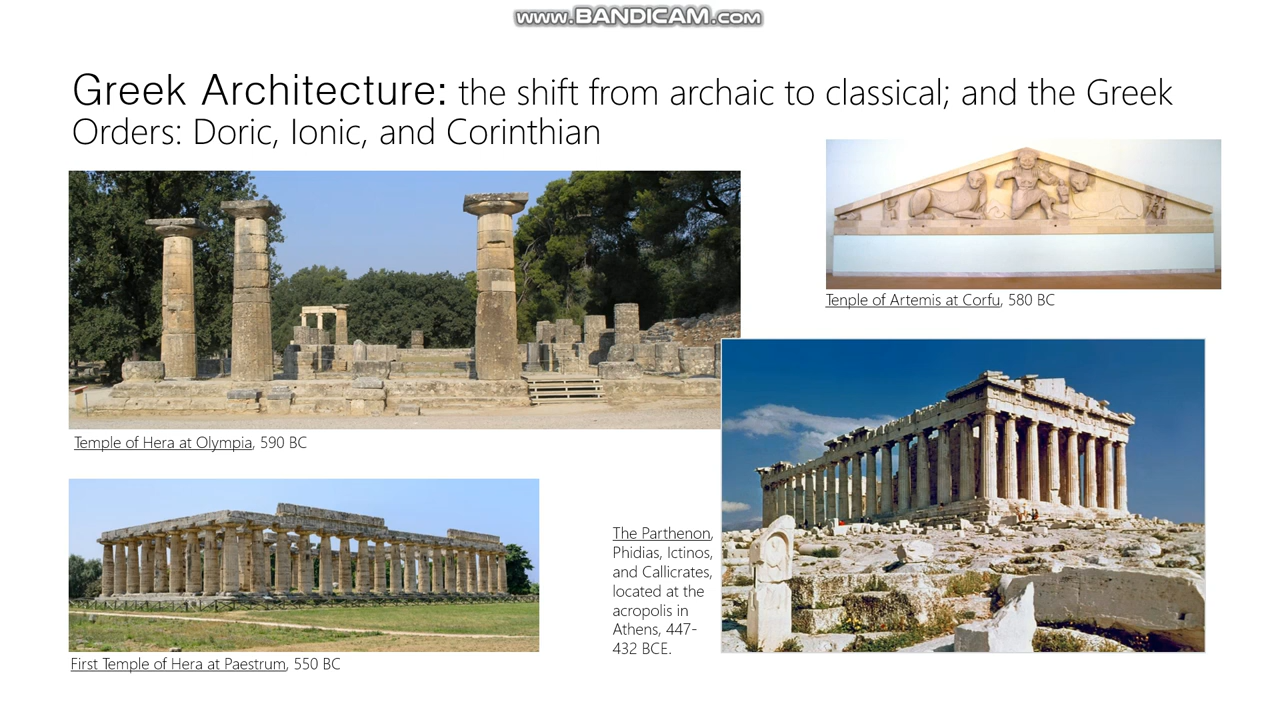 www.BANDICAM.com
Greek Architecture: the shift from archaic to classical; and the Greek
Orders: Doric, Ionic, and Corinthian
Tenple of Artemis at Corfu, 580 BC
Temple of Hera at Olympia, 590 BC
The Parthenon,
Phidias, Ictinos,
and Callicrates,
located at the
acropolis in
Athens, 447-
432 BCE.
First Temple of Hera at Paestrum, 550 BC